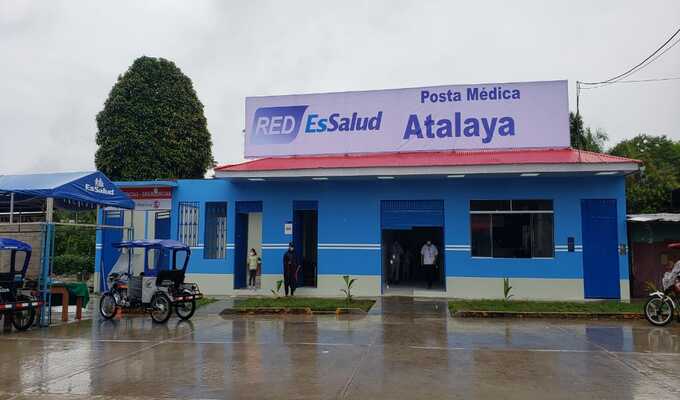 Posta Médica
RED EsSalud Atalaya
EsSalud